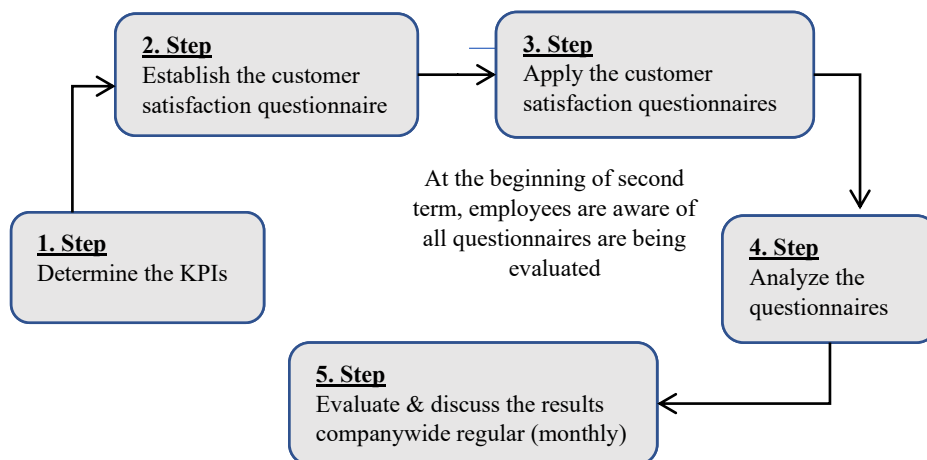 1. Step
Determine the KPIs
2. Step
Establish the customer
satisfaction questionnaire
3. Step
Apply the customer
satisfaction questionnaires
At the beginning of second
term, employees are aware of
all questionnaires are being
evaluated
4. Step
Analyze the
questionnaires
5. Step
Evaluate & discuss the results
companywide regular (monthly)